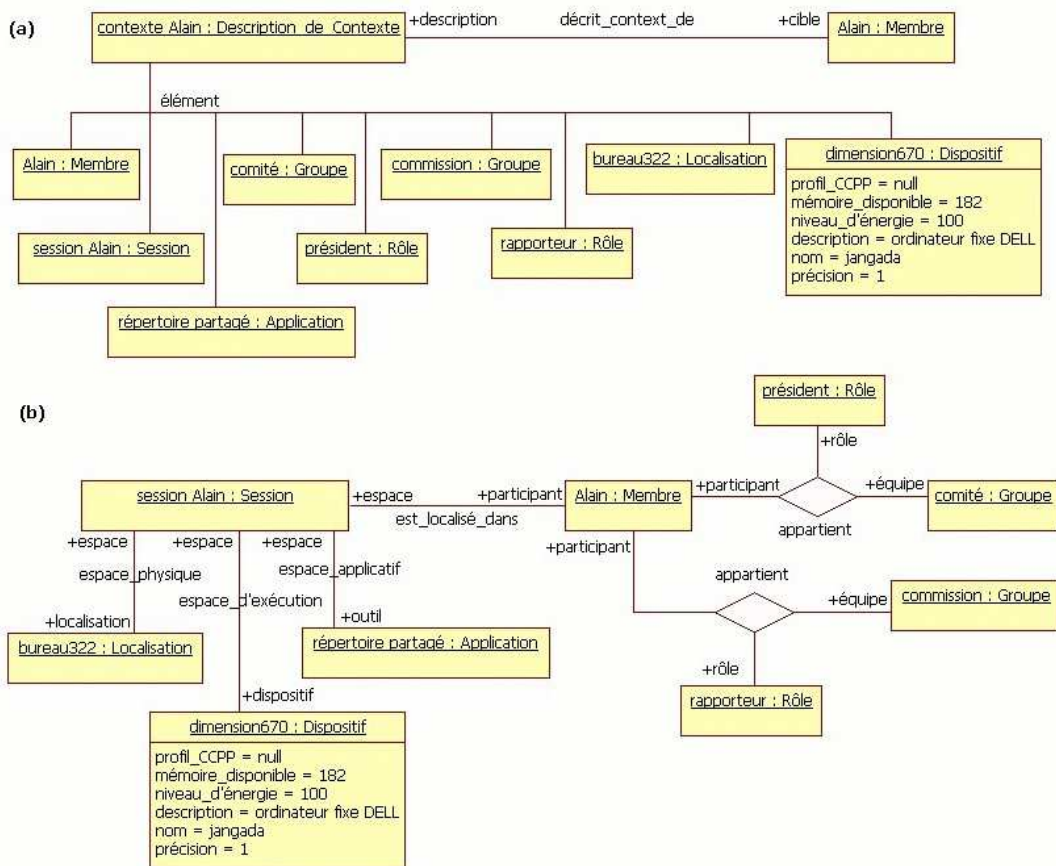 (a)
contexte Alain : Description_de_Contexte
+description
décrit_context_de
+cible
Alain : Membre
élément
Alain : Membre
comité : Groupe
commission : Groupe
bureau322 : Localisation
dimension670 : Dispositif
profil_CCPP = null
mémoire_disponible = 182
niveau_d'énergie = 100
description = ordinateur fixe DELL
nom = jangada
précision = 1
session Alain : Session
président : Rôle
rapporteur : Rôle
répertoire partagé : Application
(b)
président : Rôle
+rôle
session Alain : Session
+espace
+participant
est_localisé_dans
Alain : Membre
+participant
+équipe
comité : Groupe
appartient
+espace
+espace
+espace
+participant
espace_physique
espace_applicatif
espace_d'exécution
appartient
+équipe
commission : Groupe
+localisation
+outil
bureau322 : Localisation
répertoire partagé : Application
+rôle
rapporteur : Rôle
+dispositif
dimension670 : Dispositif
profil_CCPP = null
mémoire_disponible = 182
niveau_d'énergie = 100
description = ordinateur fixe DELL
nom = jangada
précision = 1